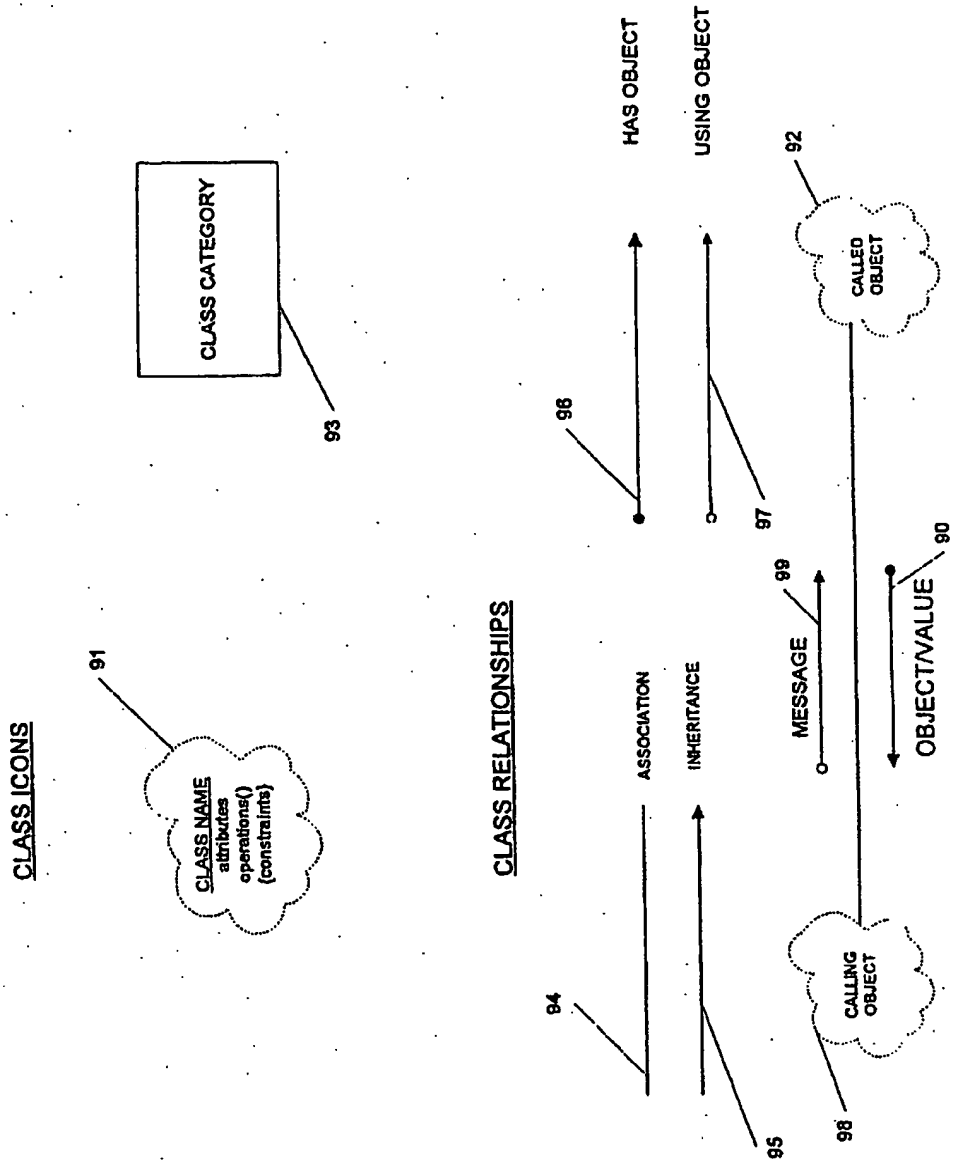 CLASS ICONS
91
CLASS NAME
attributes
operations()
{constraints}
CLASS CATEGORY
93
CLASS RELATIONSHIPS
94
ASSOCIATION
95
INHERITANCE
96
HAS OBJECT
97
USING OBJECT
98
CALLING
OBJECT
MESSAGE
99
OBJECT/VALUE
90
CALLED
OBJECT
92